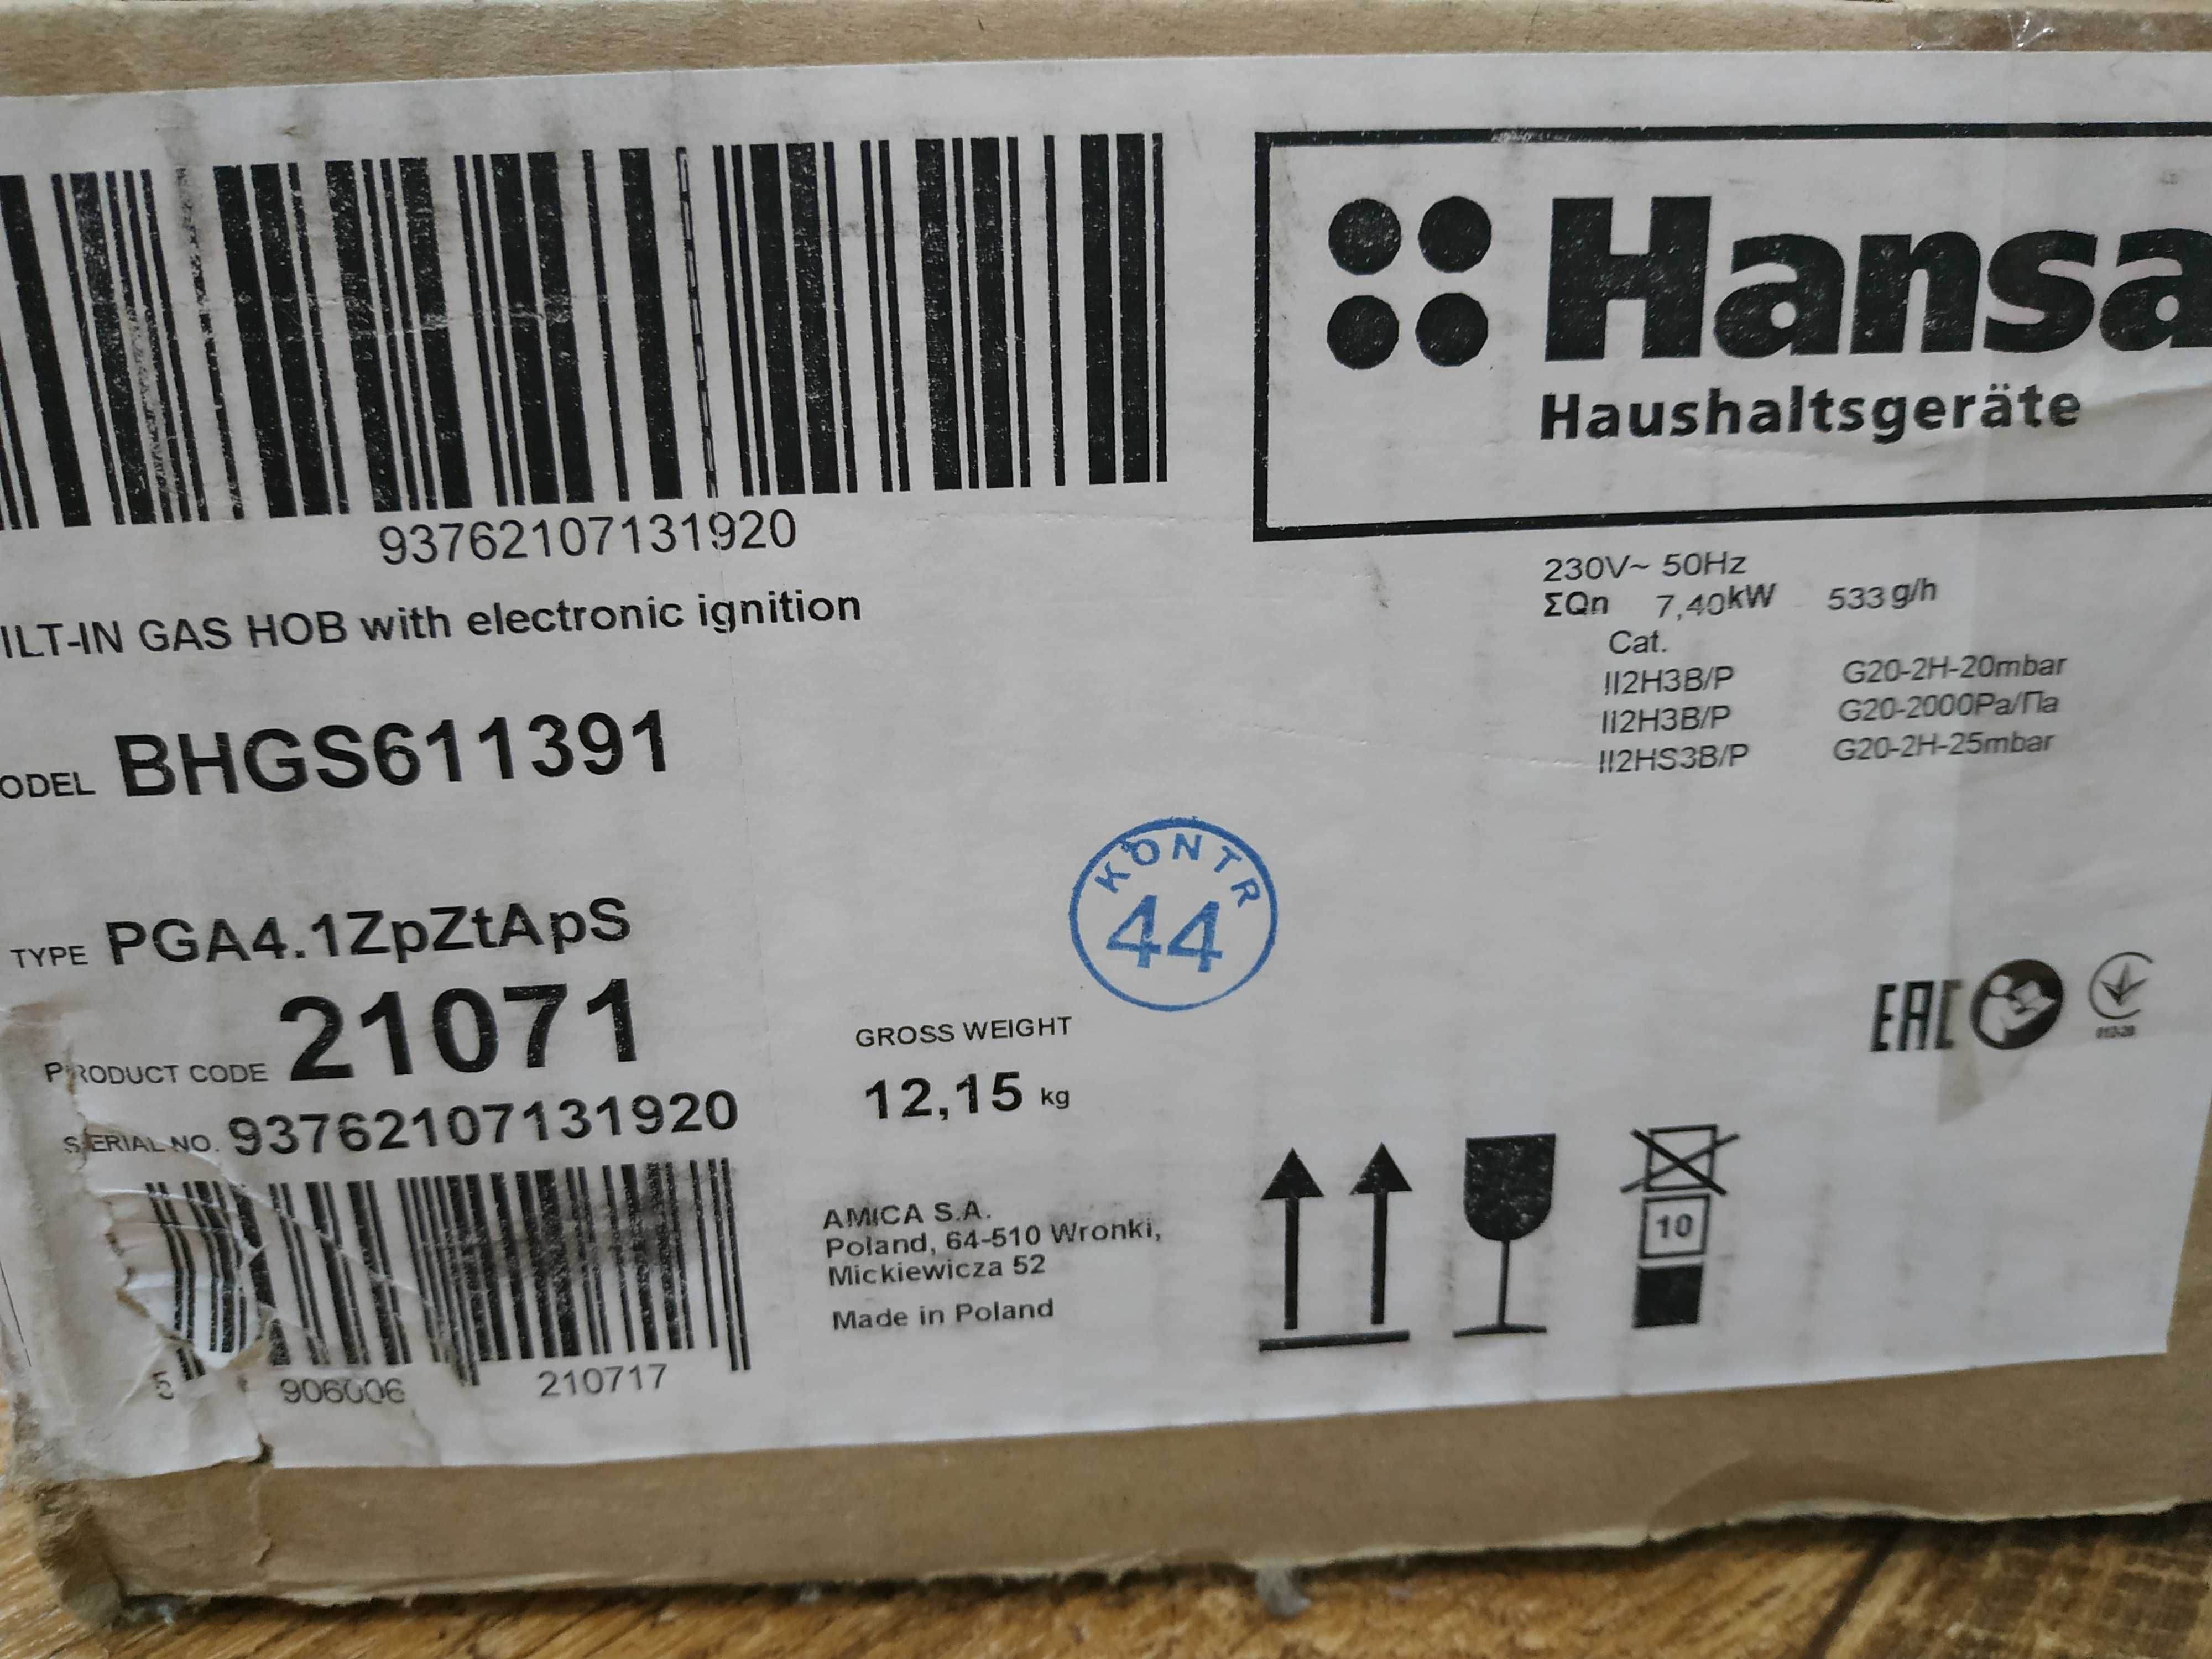 Hansa
Haushaltsgeräte
93762107131920
ILT-IN GAS HOB with electronic ignition
230V~ 50Hz
ΣQn 7,40kW 533 g/h
Cat.
II2H3B/P G20-2H-20mbar
II2H3B/P G20-2000Pa/Па
II2HS3B/P G20-2H-25mbar
ODEL BHGS611391
KONTR
44
TYPE PGA4.1ZpZtApS
PRODUCT CODE 21071
SERIAL NO. 93762107131920
GROSS WEIGHT
12,15 kg
EAC
AMICA S.A.
Poland, 64-510 Wronki,
Mickiewicza 52
Made in Poland
10
5 906006 210717